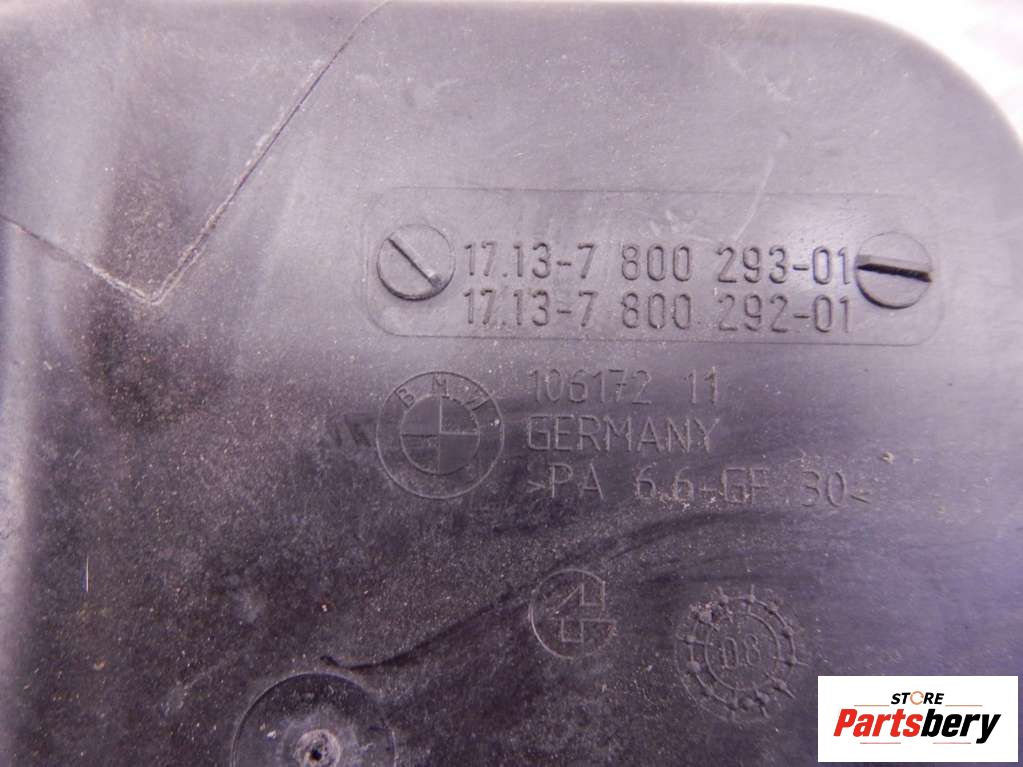 17.13-7 800 293-01
17.13-7 800 292-01
BMW
106172 11
GERMANY
>PA 6.6-GF 30<
08
STORE
Partsbery